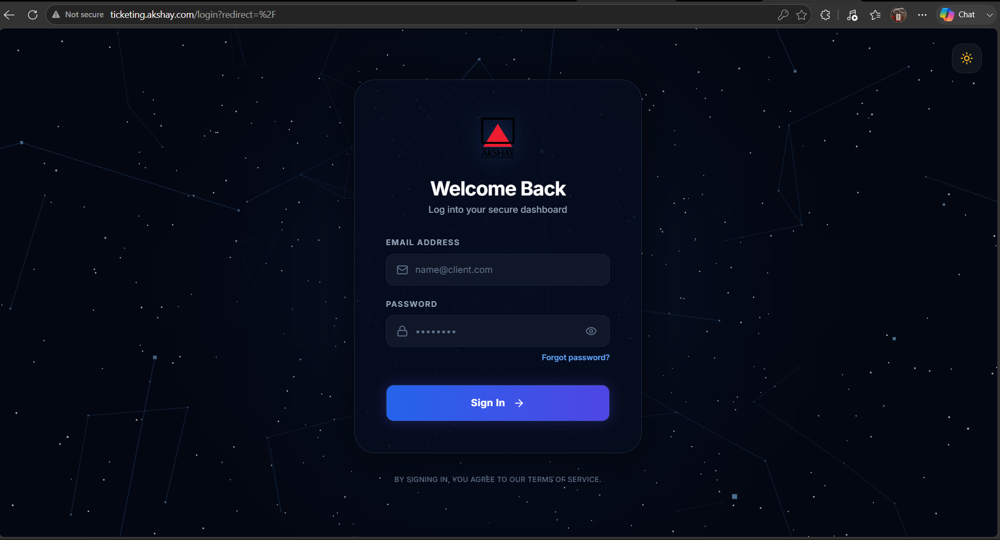 Not secure ticketing.akshay.com/login?redirect=%2F
Chat
AKSHAY
Welcome Back
Log into your secure dashboard
EMAIL ADDRESS
name@client.com
PASSWORD
••••••••
Forgot password?
Sign In →
BY SIGNING IN, YOU AGREE TO OUR TERMS OF SERVICE.